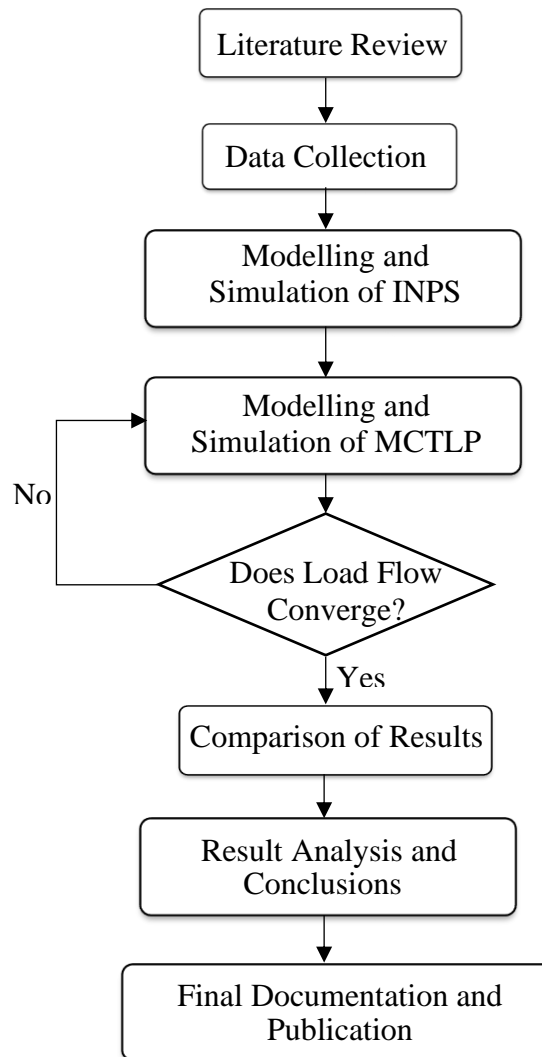 Literature Review
Data Collection
Modelling and
Simulation of INPS
Modelling and
Simulation of MCTLP
No
Does Load Flow
Converge?
Yes
Comparison of Results
Result Analysis and
Conclusions
Final Documentation and
Publication